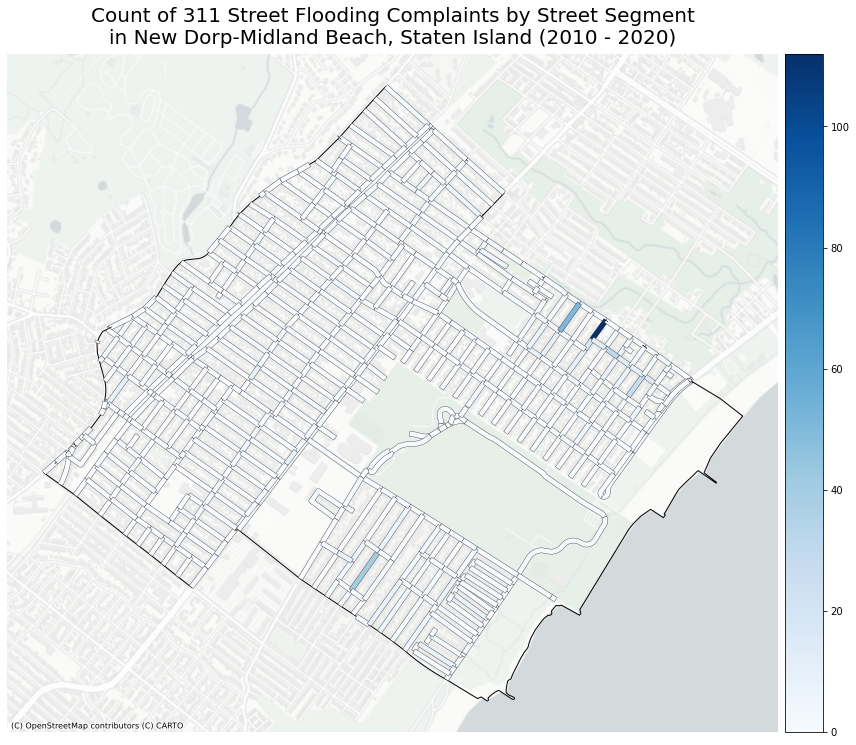 Count of 311 Street Flooding Complaints by Street Segment
in New Dorp-Midland Beach, Staten Island (2010 - 2020)
100
80
60
40
20
0
(C) OpenStreetMap contributors (C) CARTO